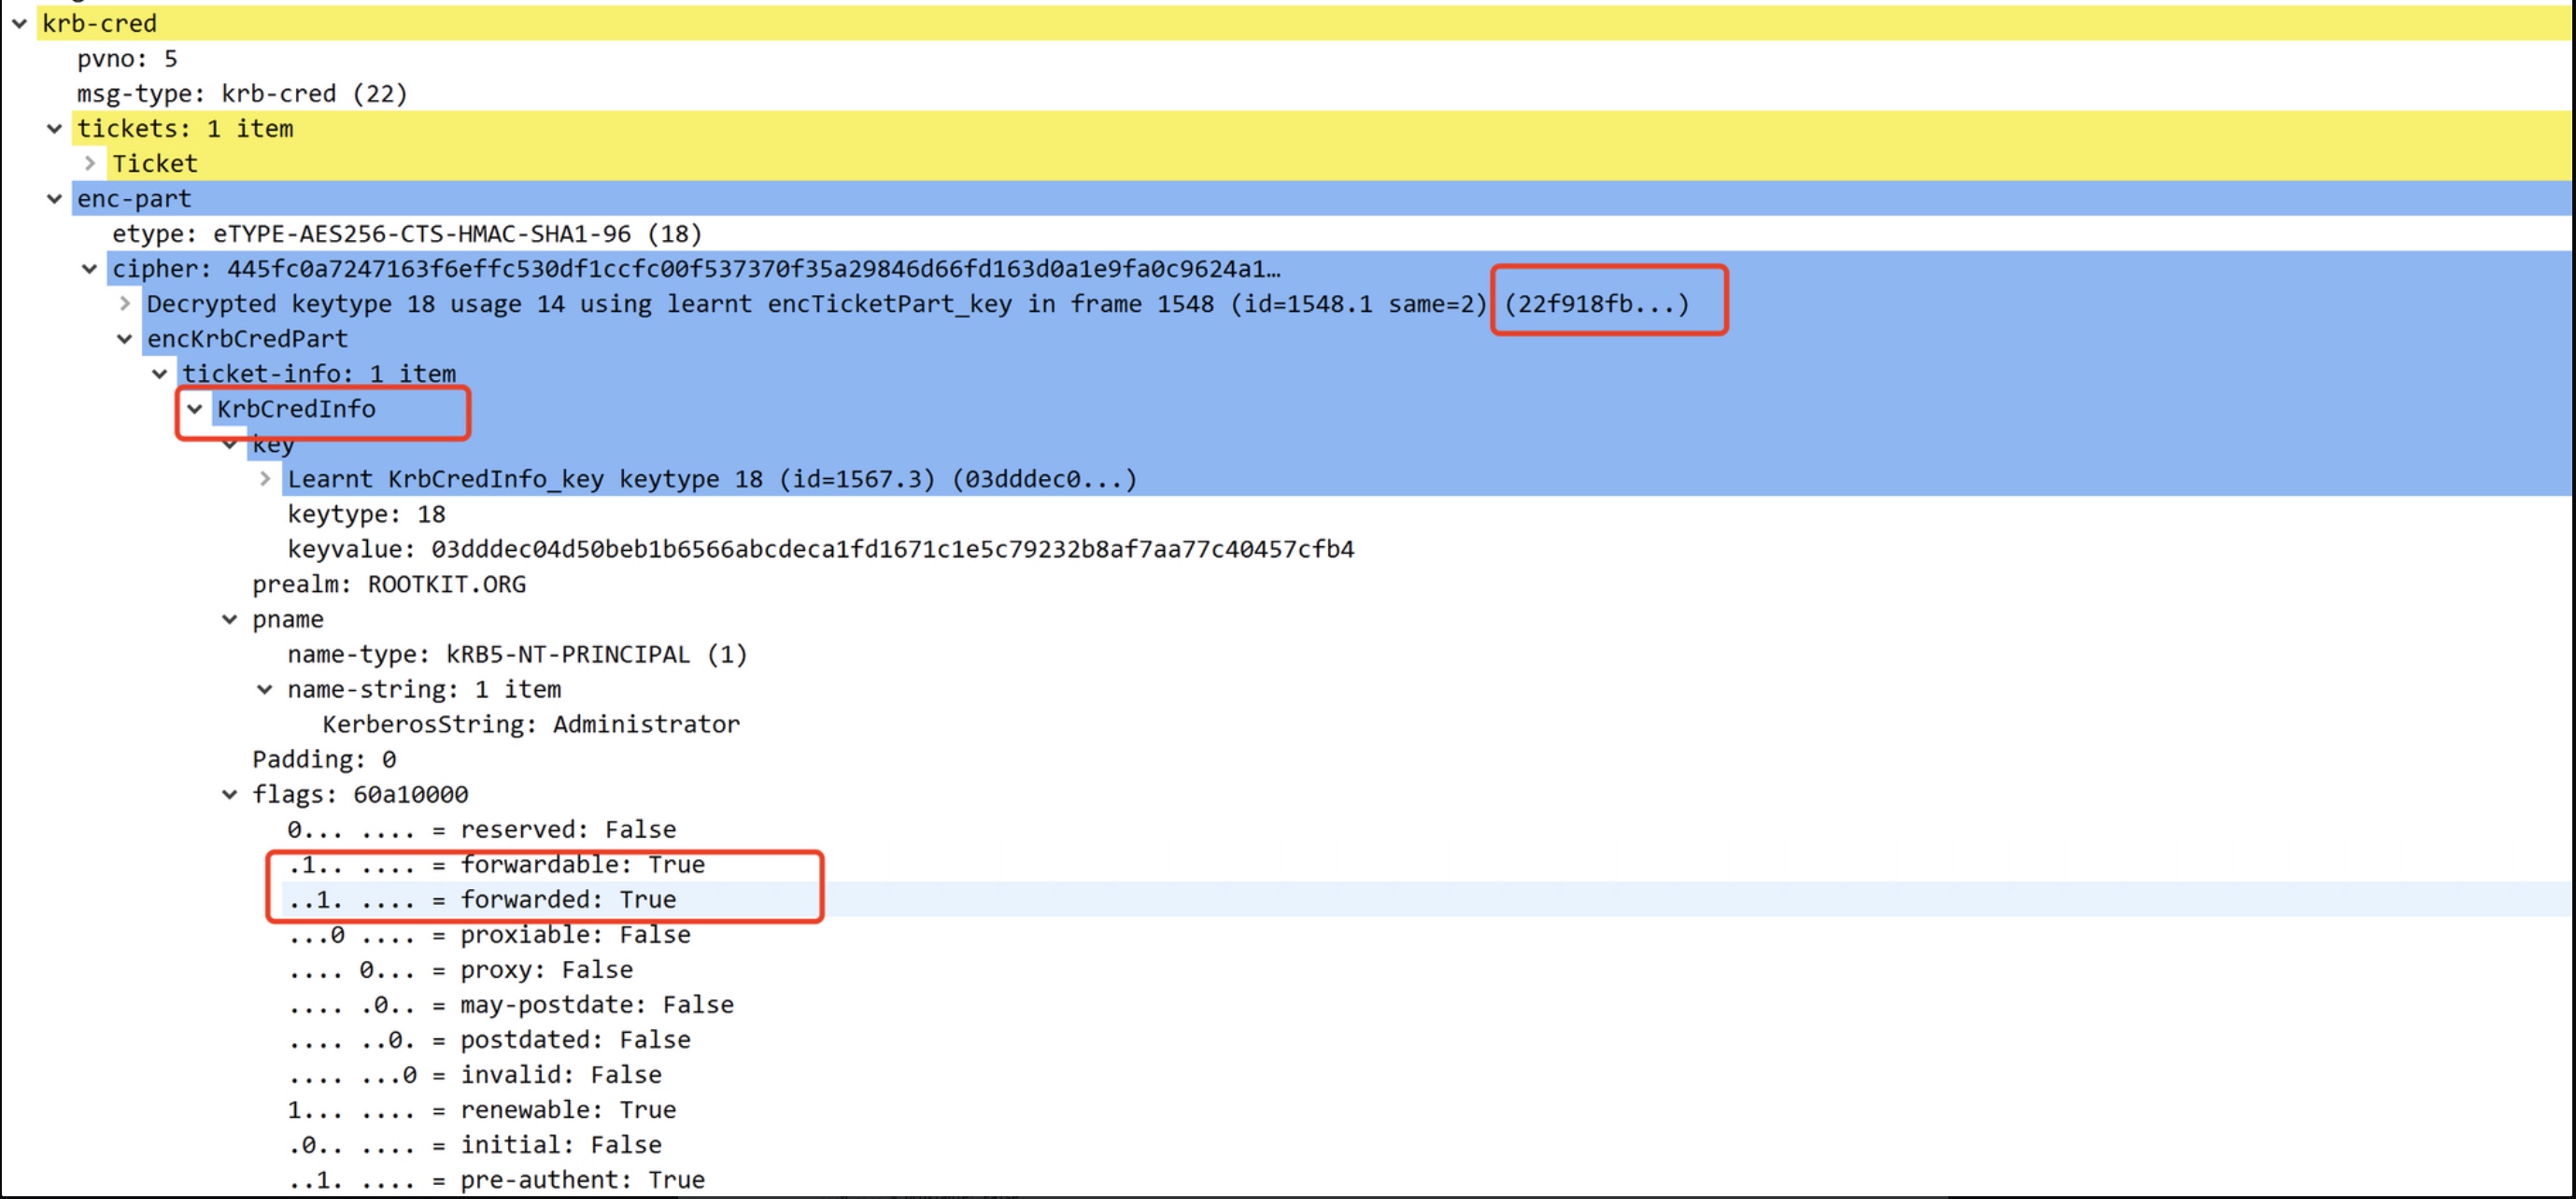 krb-cred
pvno: 5
msg-type: krb-cred (22)
tickets: 1 item
Ticket
enc-part
etype: eTYPE-AES256-CTS-HMAC-SHA1-96 (18)
cipher: 445fc0a7247163f6effc530df1ccfc00f537370f35a29846d66fd163d0a1e9fa0c9624a1…
Decrypted keytype 18 usage 14 using learnt encTicketPart_key in frame 1548 (id=1548.1 same=2) (22f918fb...)
encKrbCredPart
ticket-info: 1 item
KrbCredInfo
key
Learnt KrbCredInfo_key keytype 18 (id=1567.3) (03dddec0...)
keytype: 18
keyvalue: 03dddec04d50beb1b6566abcdeca1fd1671c1e5c79232b8af7aa77c40457cfb4
prealm: ROOTKIT.ORG
pname
name-type: kRB5-NT-PRINCIPAL (1)
name-string: 1 item
KerberosString: Administrator
Padding: 0
flags: 60a10000
0... .... = reserved: False
.1.. .... = forwardable: True
..1. .... = forwarded: True
...0 .... = proxiable: False
.... 0... = proxy: False
.... .0.. = may-postdate: False
.... ..0. = postdated: False
.... ...0 = invalid: False
1... .... = renewable: True
.0.. .... = initial: False
..1. .... = pre-authent: True